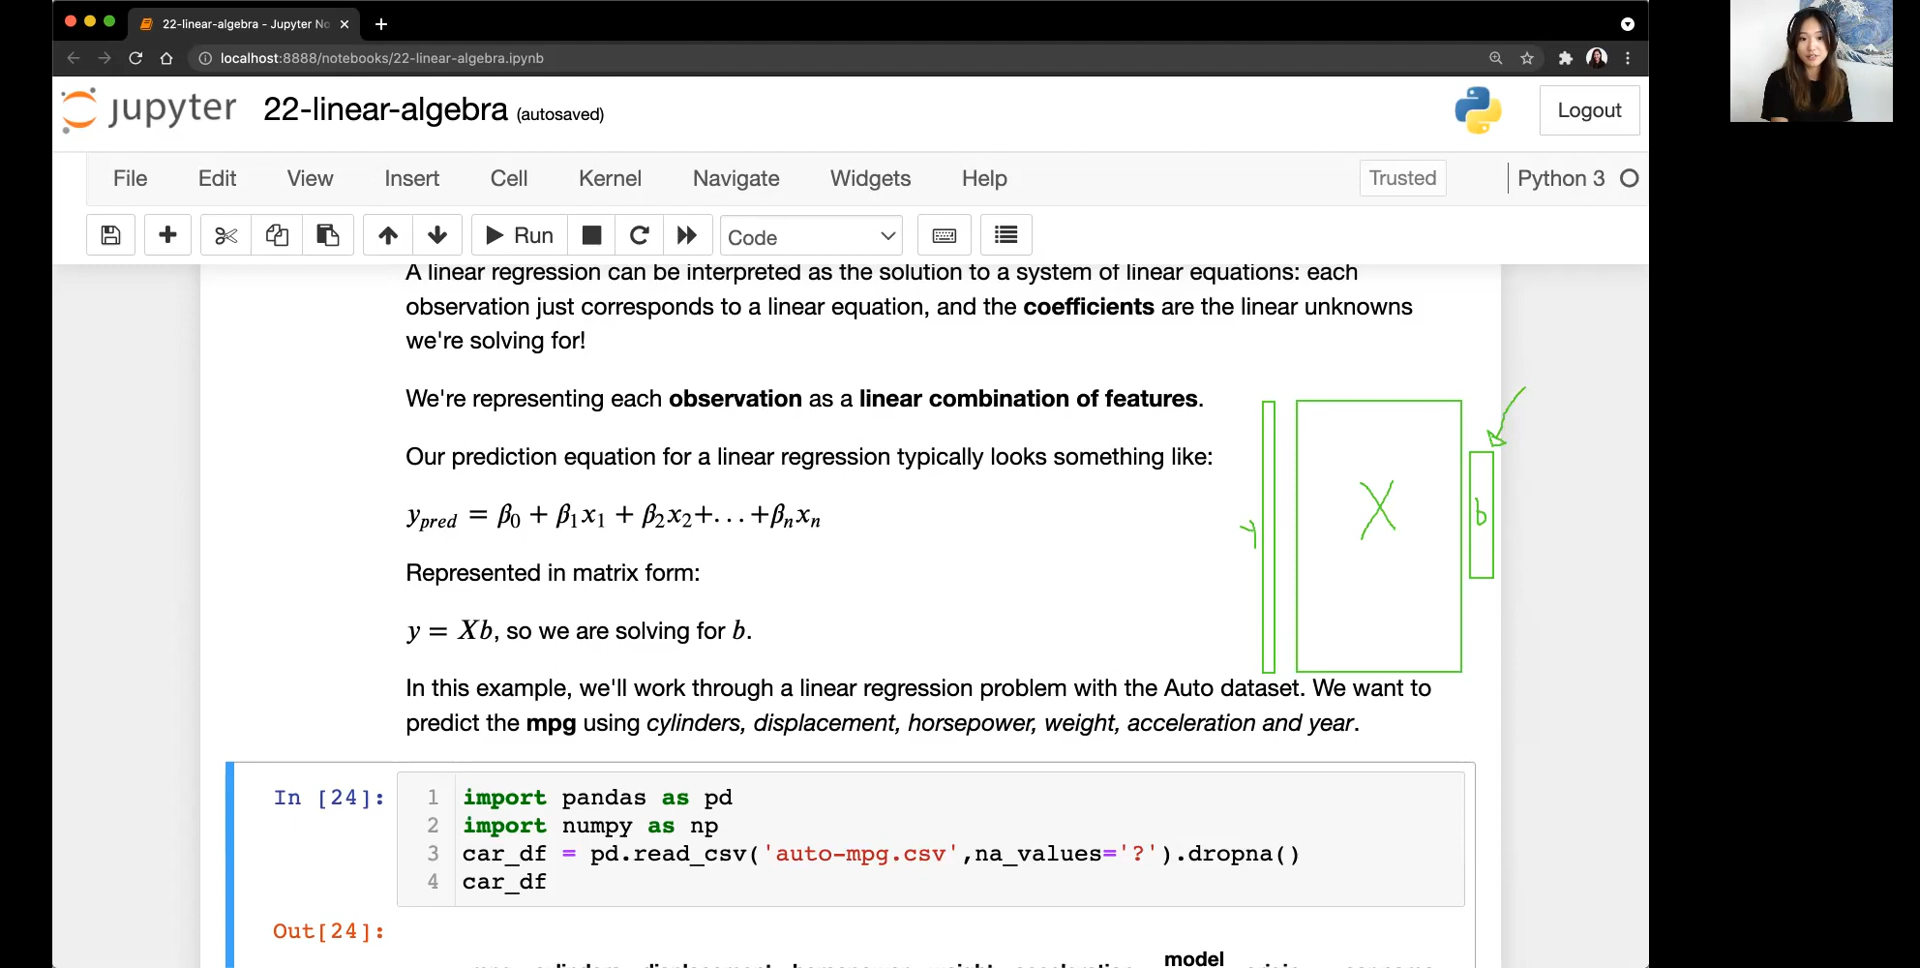 22-linear-algebra - Jupyter No
localhost:8888/notebooks/22-linear-algebra.ipynb
jupyter 22-linear-algebra (autosaved) Logout
File Edit View Insert Cell Kernel Navigate Widgets Help Trusted Python 3
Run Code
A linear regression can be interpreted as the solution to a system of linear equations: each
observation just corresponds to a linear equation, and the coefficients are the linear unknowns
we're solving for!
We're representing each observation as a linear combination of features.
Our prediction equation for a linear regression typically looks something like:
y_{pred} = β_0 + β_1x_1 + β_2x_2+...+β_nx_n
Represented in matrix form:
y = Xb, so we are solving for b.
y X b
In this example, we'll work through a linear regression problem with the Auto dataset. We want to
predict the mpg using cylinders, displacement, horsepower, weight, acceleration and year.
In [24]:
1 import pandas as pd
2 import numpy as np
3 car_df = pd.read_csv('auto-mpg.csv',na_values='?').dropna()
4 car_df
Out[24]:
model